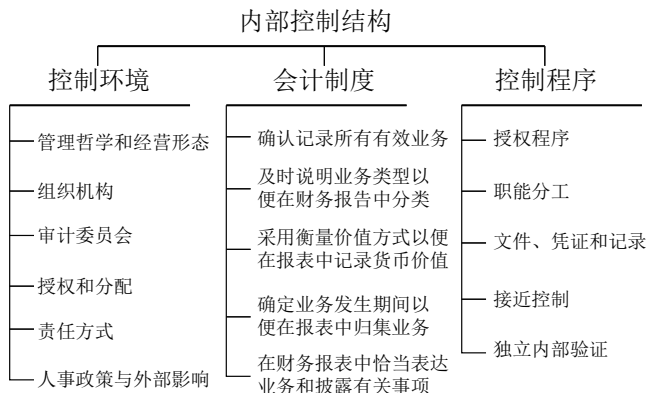 内部控制结构
控制环境
管理哲学和经营形态
组织机构
审计委员会
授权和分配
责任方式
人事政策与外部影响
会计制度
确认记录所有有效业务
及时说明业务类型以
便在财务报告中分类
采用衡量价值方式以便
在报表中记录货币价值
确定业务发生期间以
便在报表中归集业务
在财务报表中恰当表达
业务和披露有关事项
控制程序
授权程序
职能分工
文件、凭证和记录
接近控制
独立内部验证